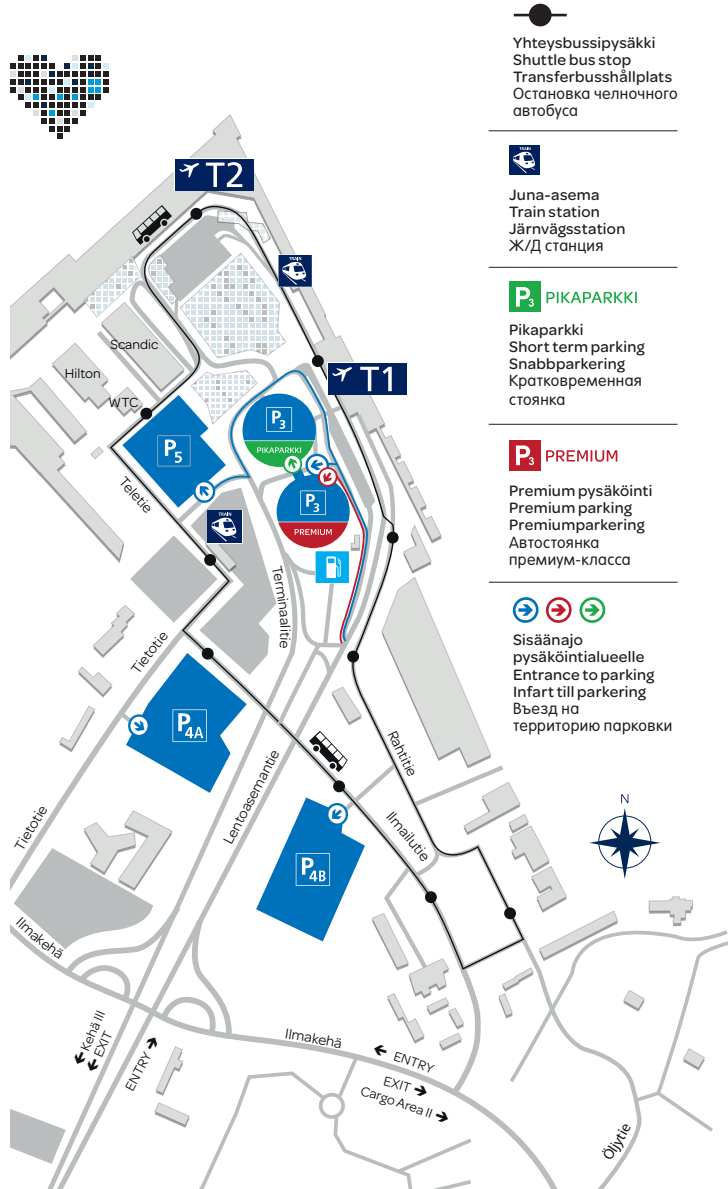 Yhteysbussipysäkki
Shuttle bus stop
Transferbusshållplats
Остановка челночного
автобуса
TRAIN
Juna-asema
Train station
Järnvägsstation
Ж/Д станция
P3 PIKAPARKKI
Pikaparkki
Short term parking
Snabbparkering
Кратковременная
стоянка
P3 PREMIUM
Premium pysäköinti
Premium parking
Premiumparkering
Автостоянка
премиум-класса
Sisäänajo
pysäköintialueelle
Entrance to parking
Infart till parkering
Въезд на
территорию парковки
N
T2
TRAIN
Scandic
Hilton
WTC
T1
P3
PIKAPARKKI
P5
P3
PREMIUM
Teletie
TRAIN
Terminaalitie
Tietotie
P4A
Rahtitie
Lentoasemantie
Tietotie
Ilmailutie
P4B
Ilmakehä
Kehä III
EXIT
ENTRY
Ilmakehä
ENTRY
EXIT
Cargo Area II
Öljytie